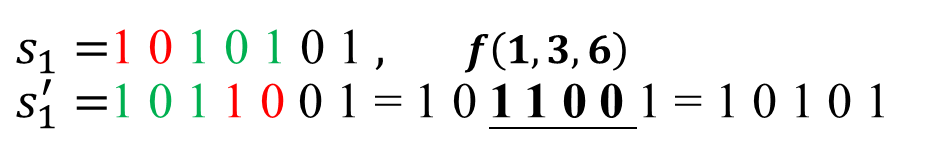 s₁ =1 0 1 0 1 0 1 , f(1,3,6)
s₁′ =1 0 1 1 0 0 1 = 1 0 1 1 0 0 1 = 1 0 1 0 1